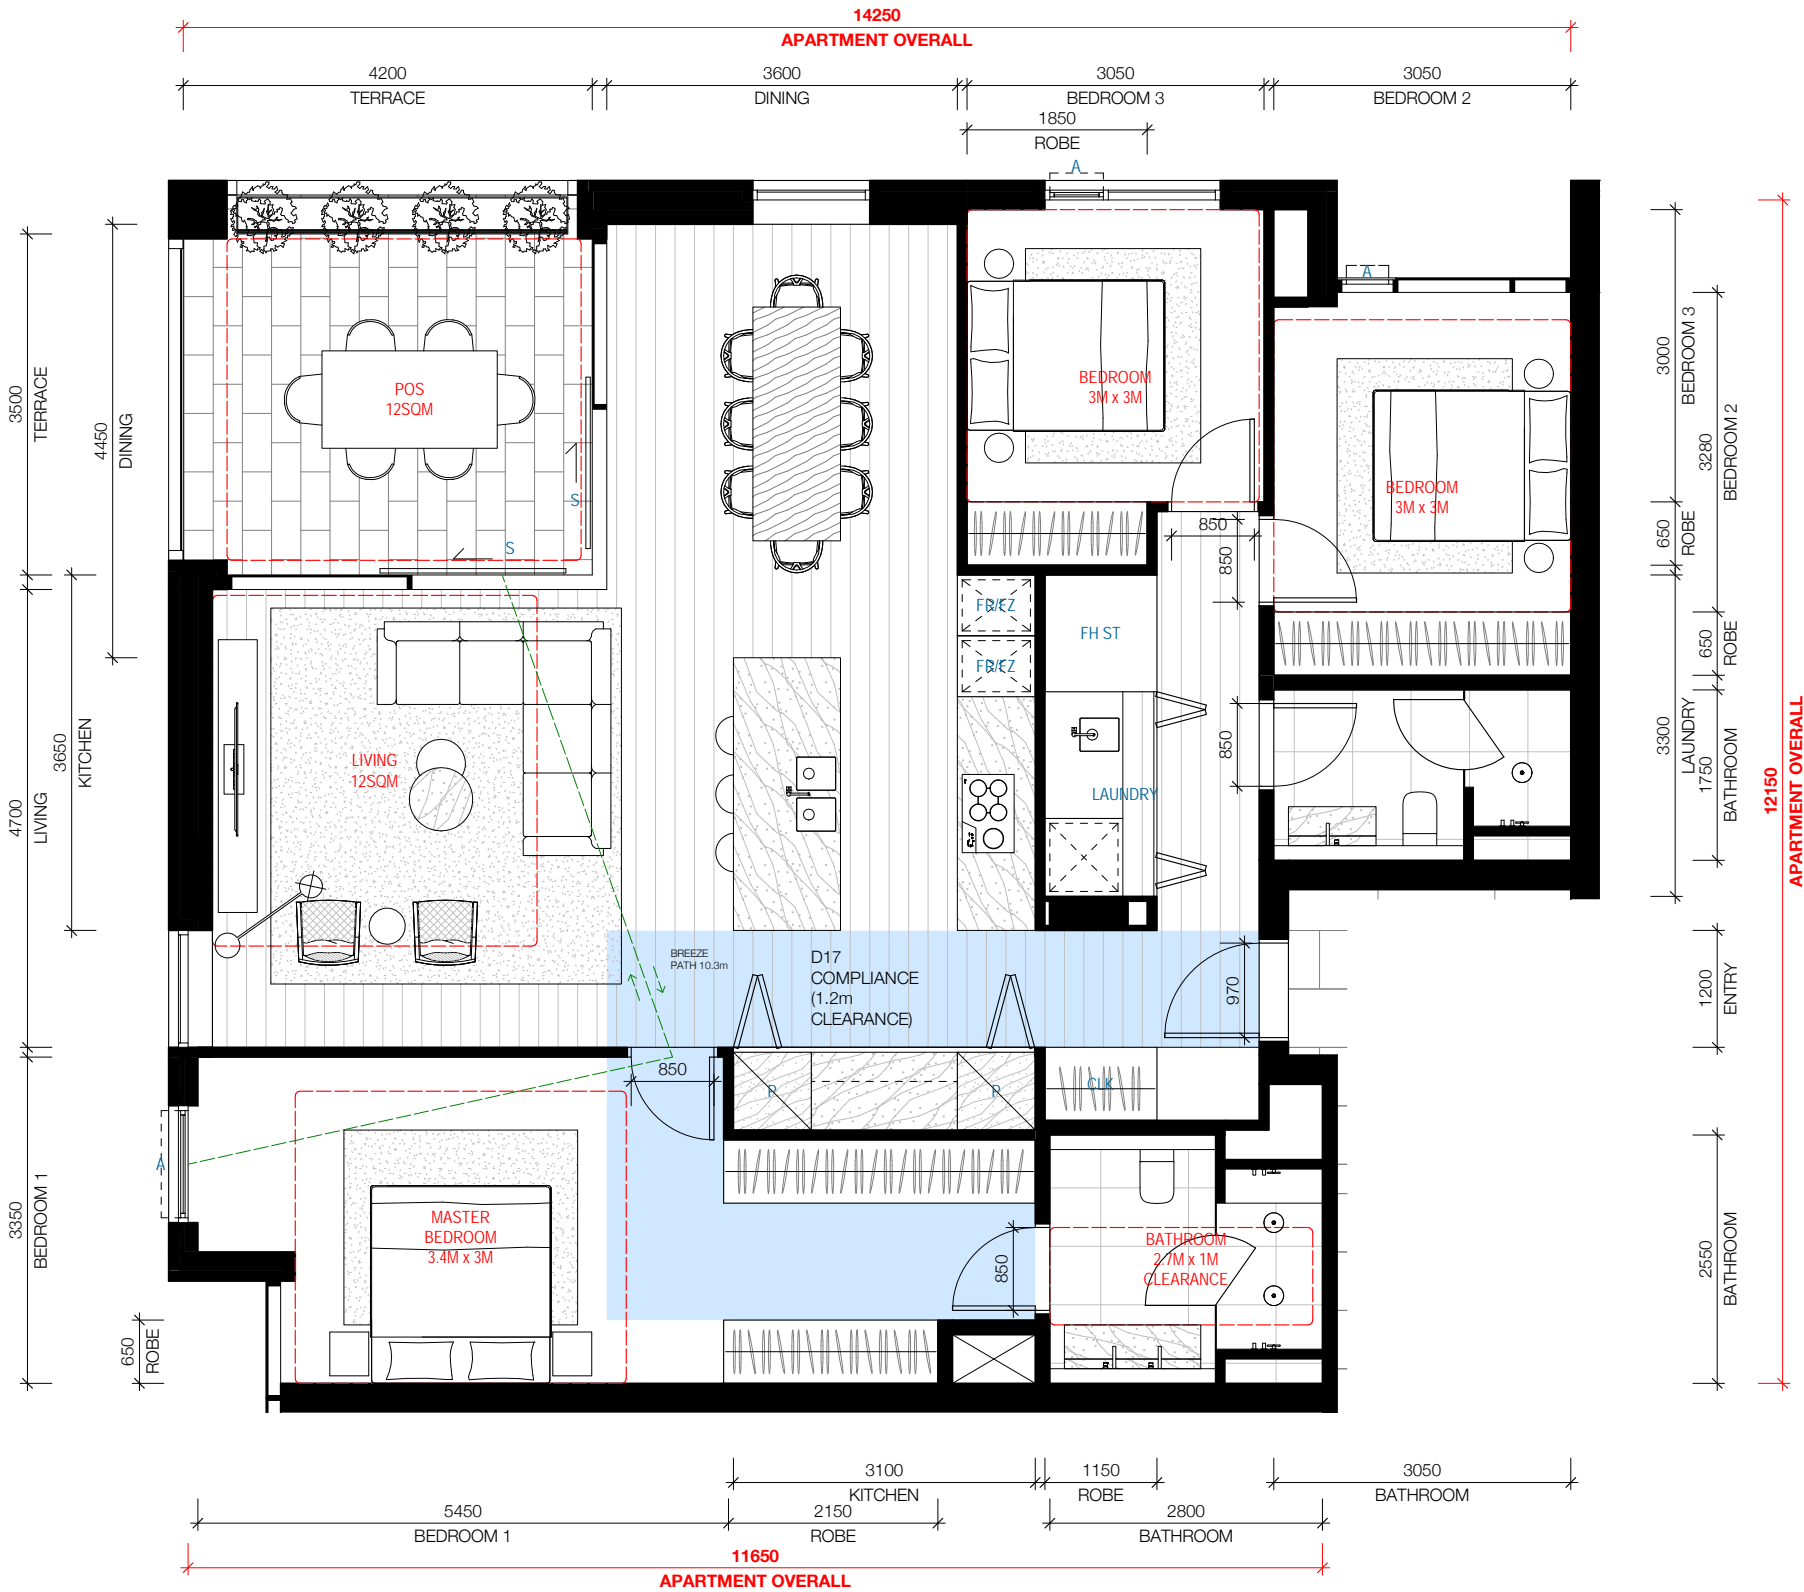 14250
APARTMENT OVERALL
4200
TERRACE
3600
DINING
3050
BEDROOM 3
3050
BEDROOM 2
1850
ROBE
A
A
3500
TERRACE
4450
DINING
3000
BEDROOM 3
3280
BEDROOM 2
650
ROBE
650
ROBE
POS
12SQM
S
S
BEDROOM
3M x 3M
BEDROOM
3M x 3M
850
850
FR/FZ
FR/FZ
FH ST
4700
LIVING
3650
KITCHEN
LIVING
12SQM
LAUNDRY
850
3300
LAUNDRY
1750
BATHROOM
12150
APARTMENT OVERALL
BREEZE
PATH 10.3m
D17
COMPLIANCE
(1.2m
CLEARANCE)
970
1200
ENTRY
850
P
P
CLK
A
3350
BEDROOM 1
650
ROBE
MASTER
BEDROOM
3.4M x 3M
850
BATHROOM
2.7M x 1M
CLEARANCE
2550
BATHROOM
3100
KITCHEN
1150
ROBE
3050
BATHROOM
5450
BEDROOM 1
2150
ROBE
2800
BATHROOM
11650
APARTMENT OVERALL